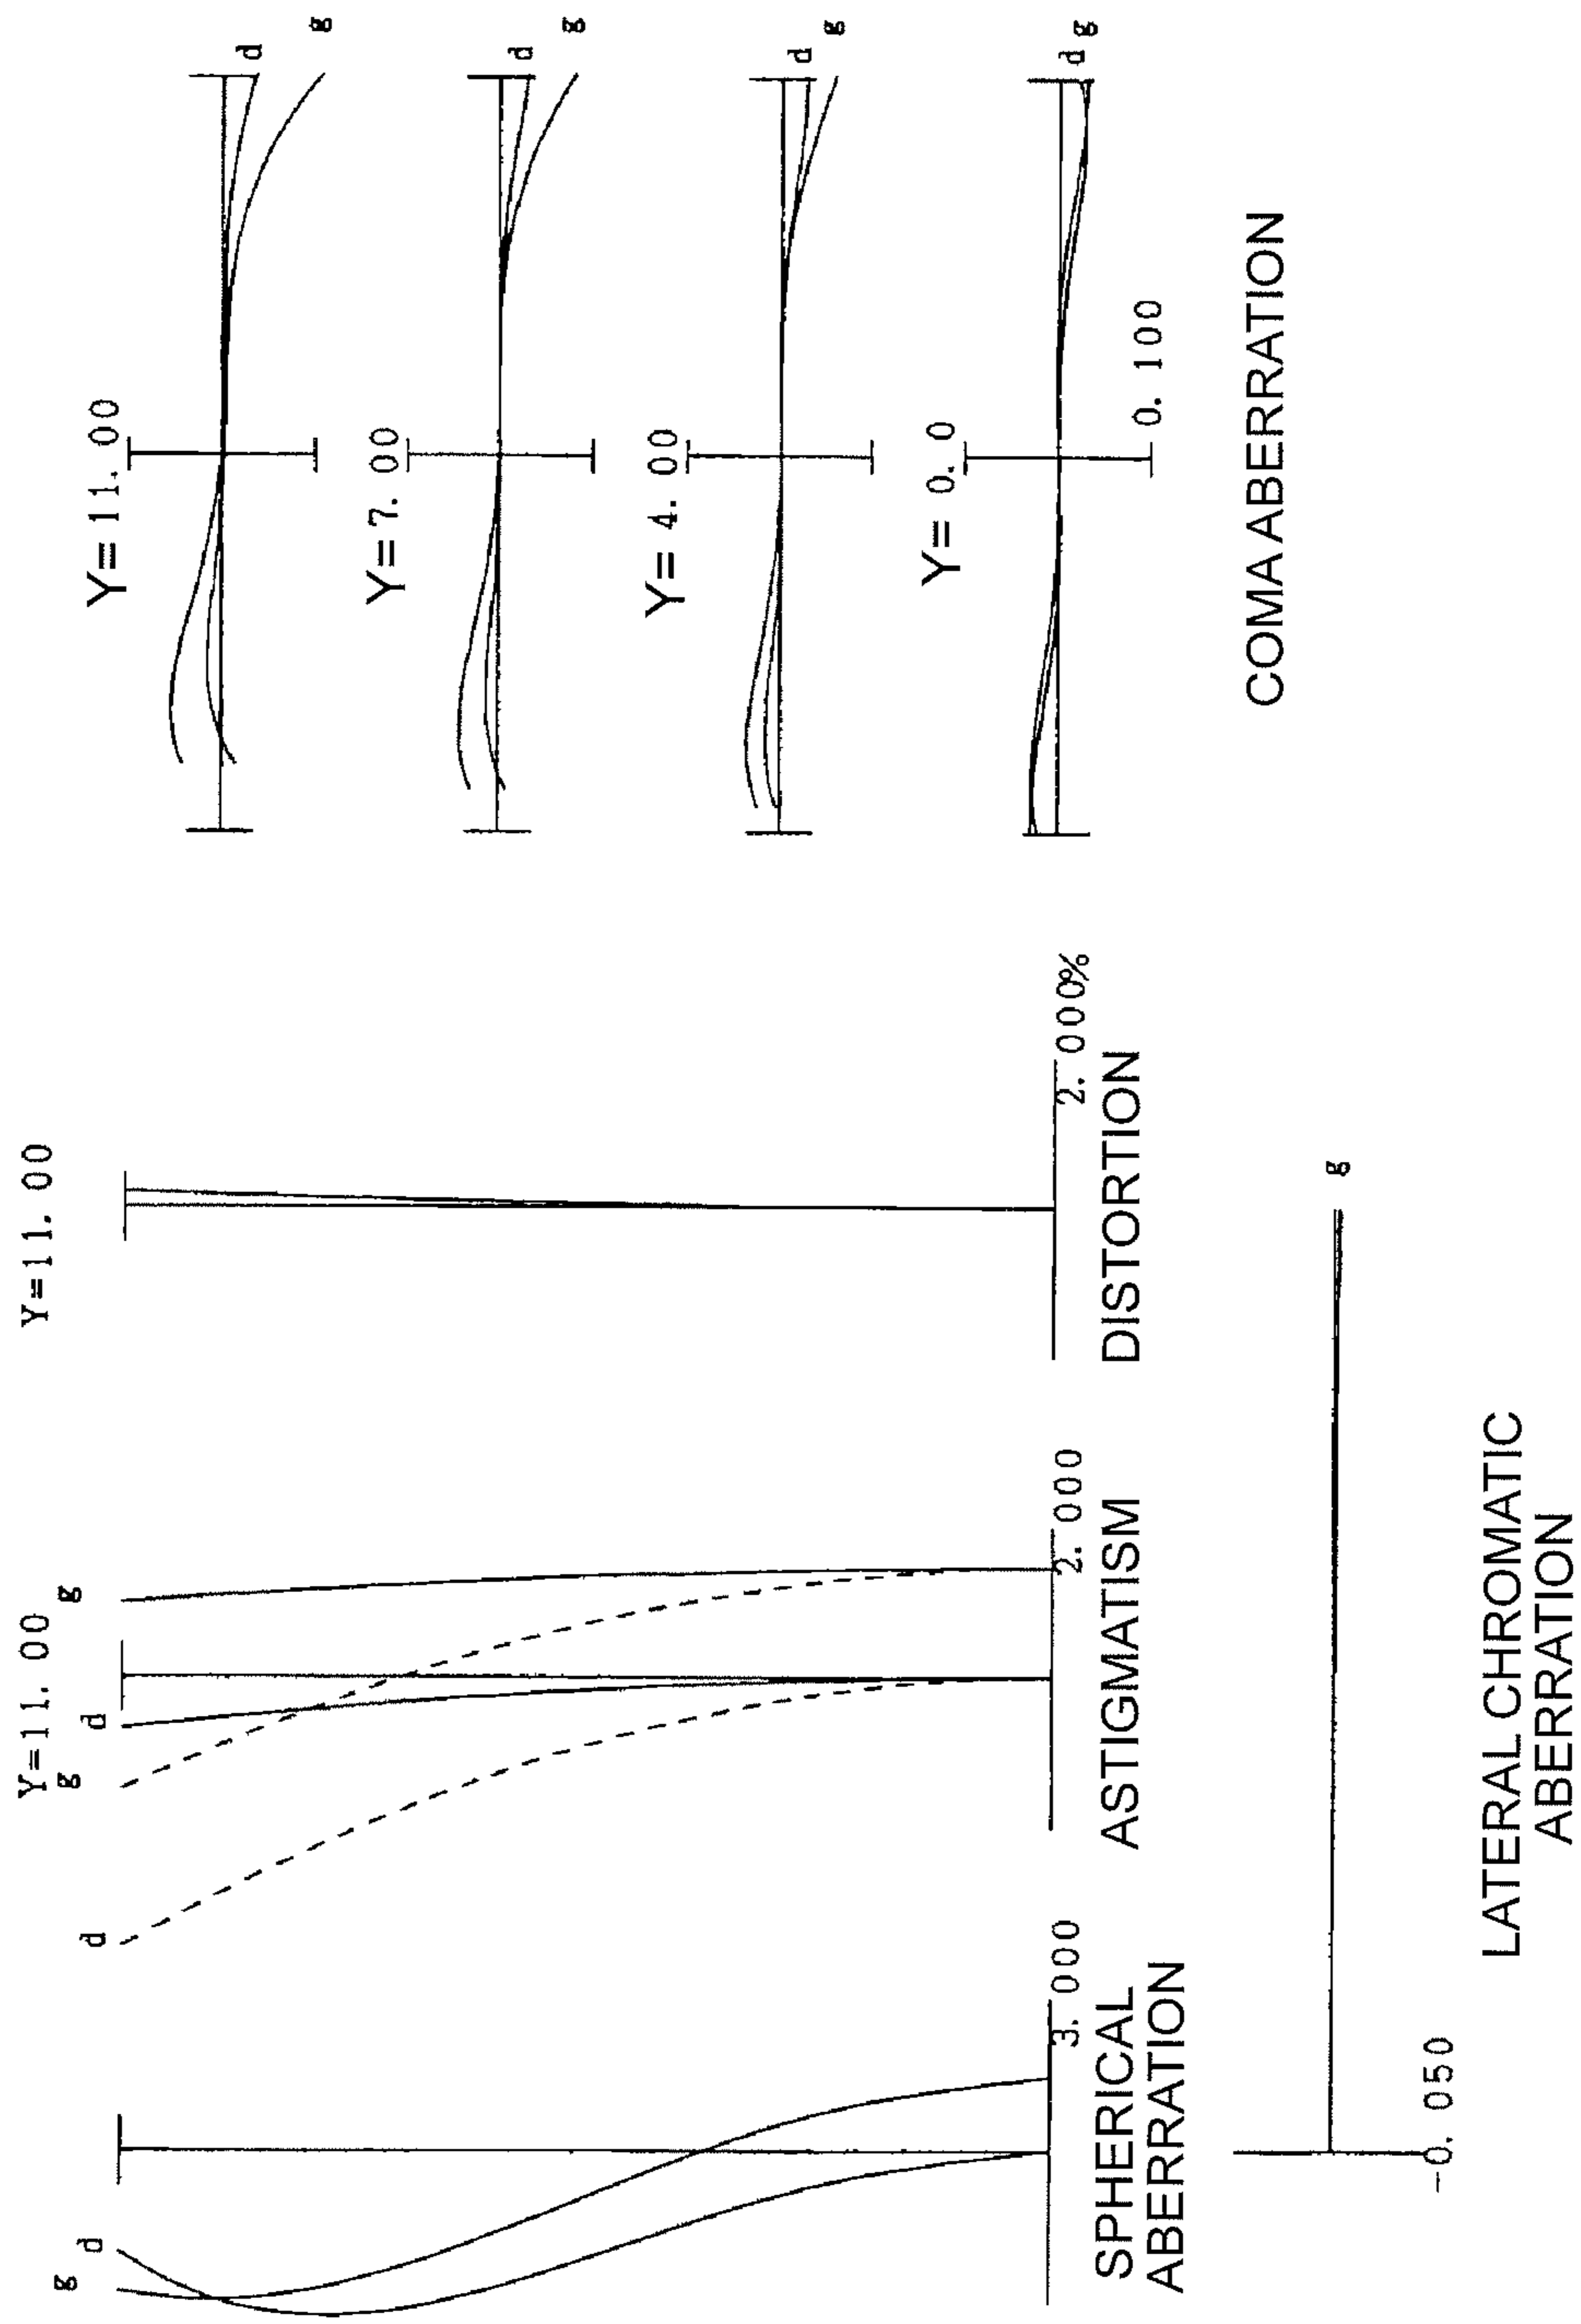 g
d
3. 000
SPHERICAL
ABERRATION
Y=11. 00
d
g
d
g
2. 000
ASTIGMATISM
Y=11. 00
2. 000%
DISTORTION
Y= 11. 00
d
g
Y= 7. 00
d
g
Y= 4. 00
d
g
Y= 0. 0
d
g
0. 100
COMA ABERRATION
g
-0. 050
LATERAL CHROMATIC
ABERRATION